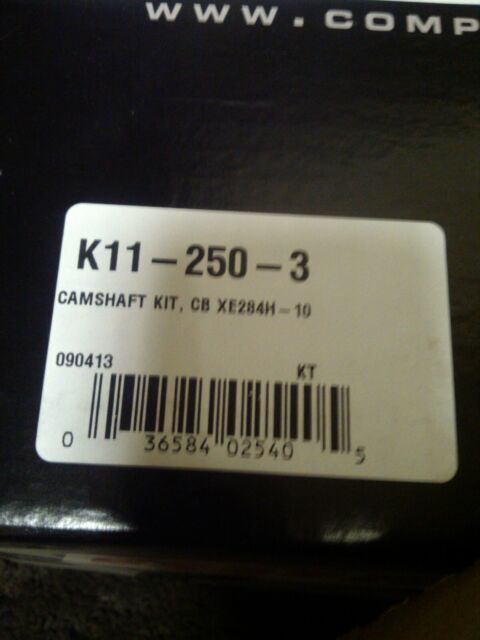 WWW.COMP
K11-250-3
CAMSHAFT KIT, CB XE284H-10
090413 KT
0 36584 02540 5